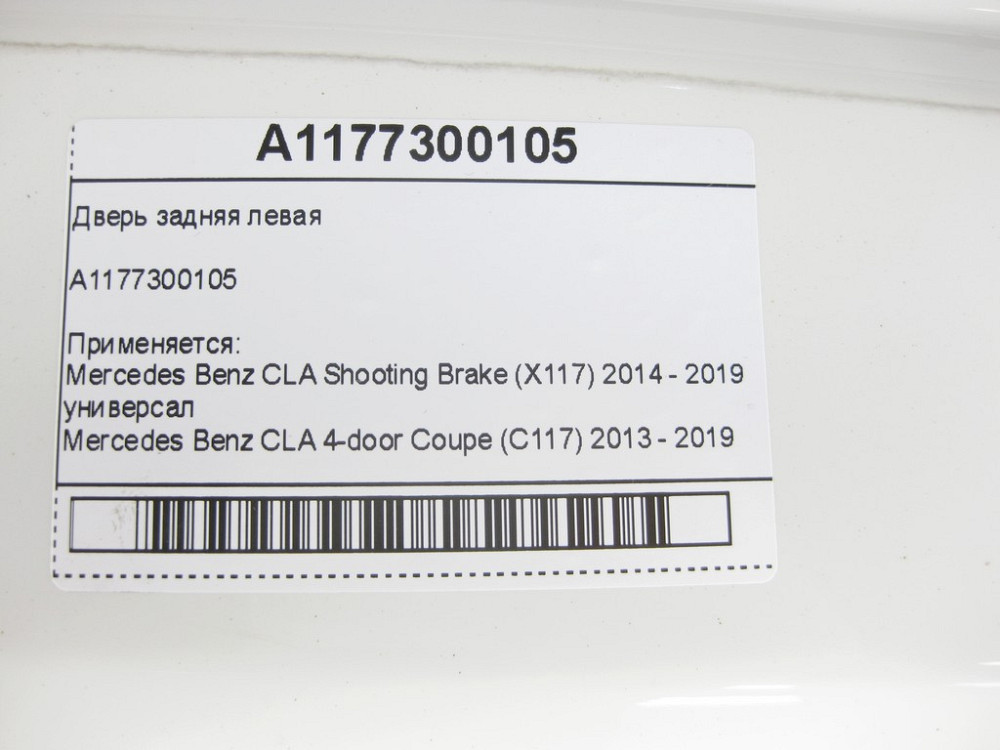 A1177300105
Дверь задняя левая
A1177300105
Применяется:
Mercedes Benz CLA Shooting Brake (X117) 2014 - 2019
универсал
Mercedes Benz CLA 4-door Coupe (C117) 2013 - 2019